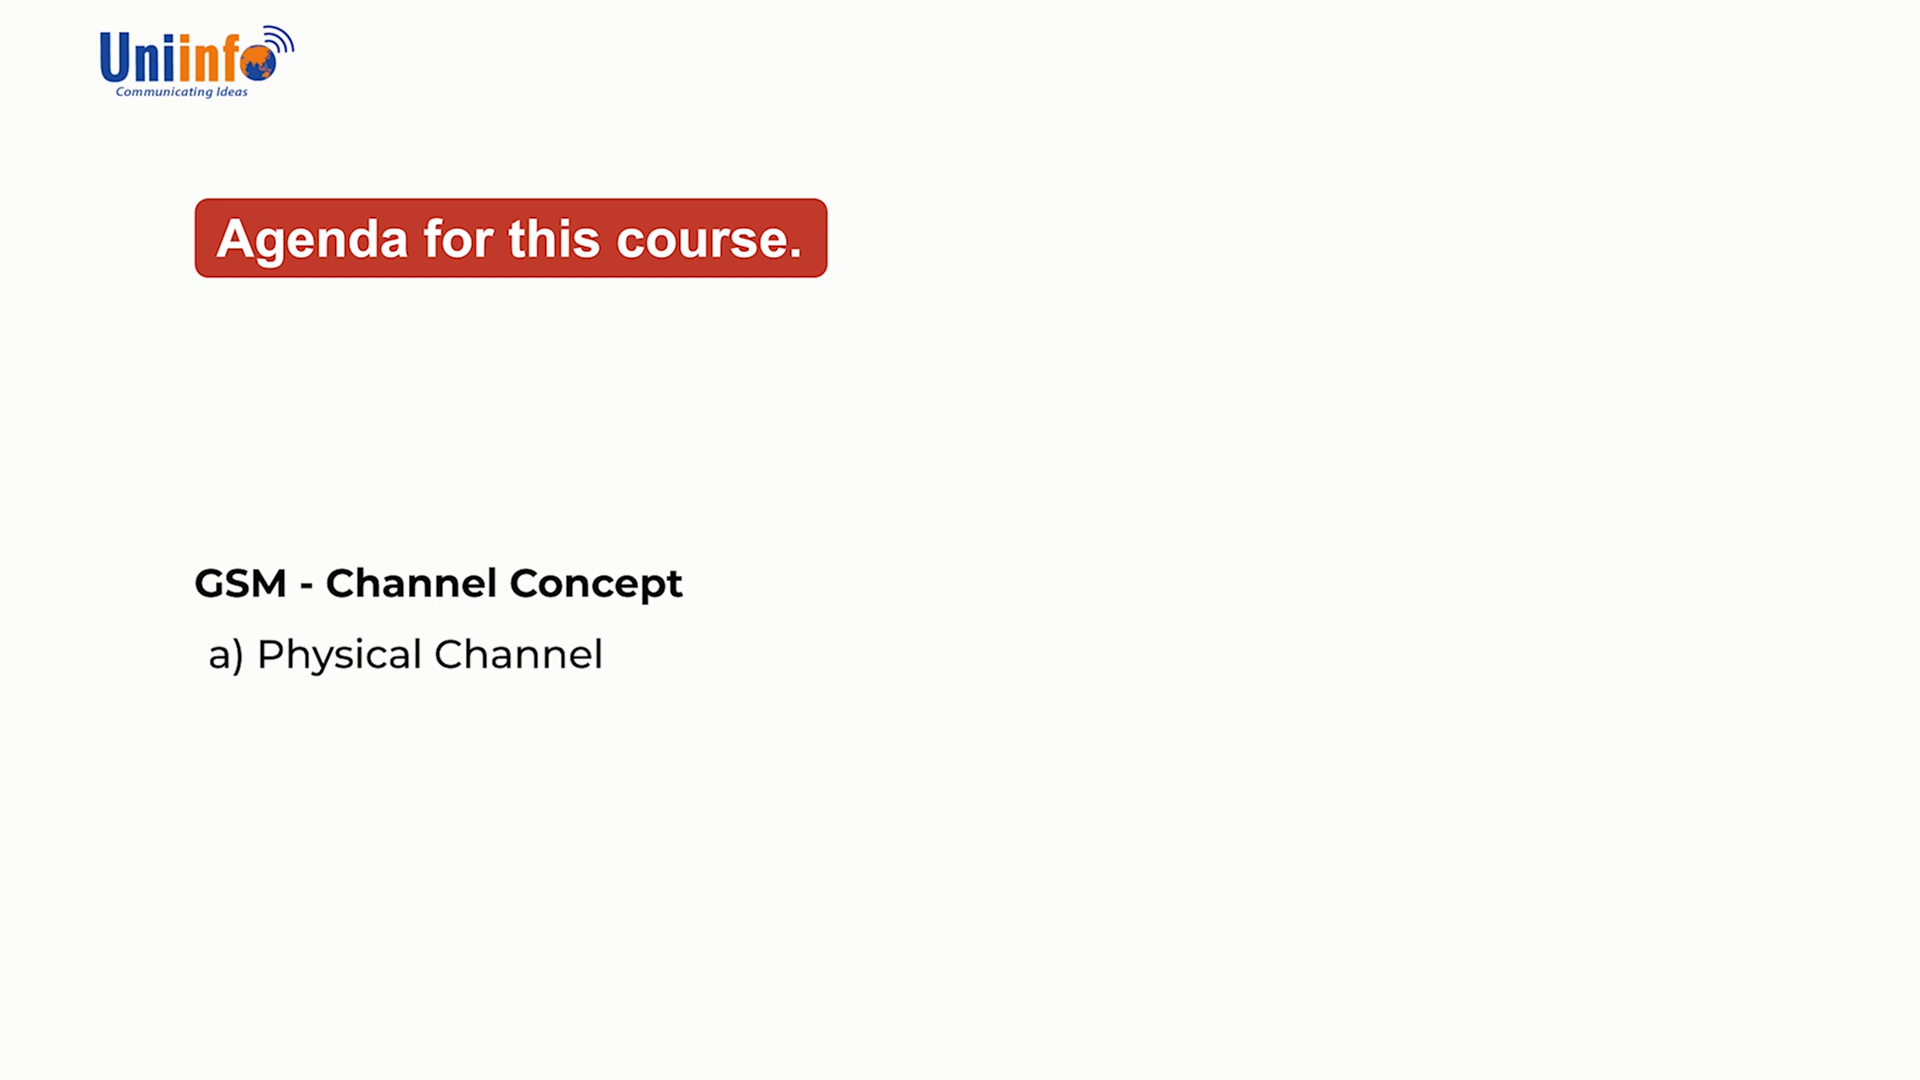 Uniinfo
Communicating Ideas
Agenda for this course.
GSM - Channel Concept
a) Physical Channel